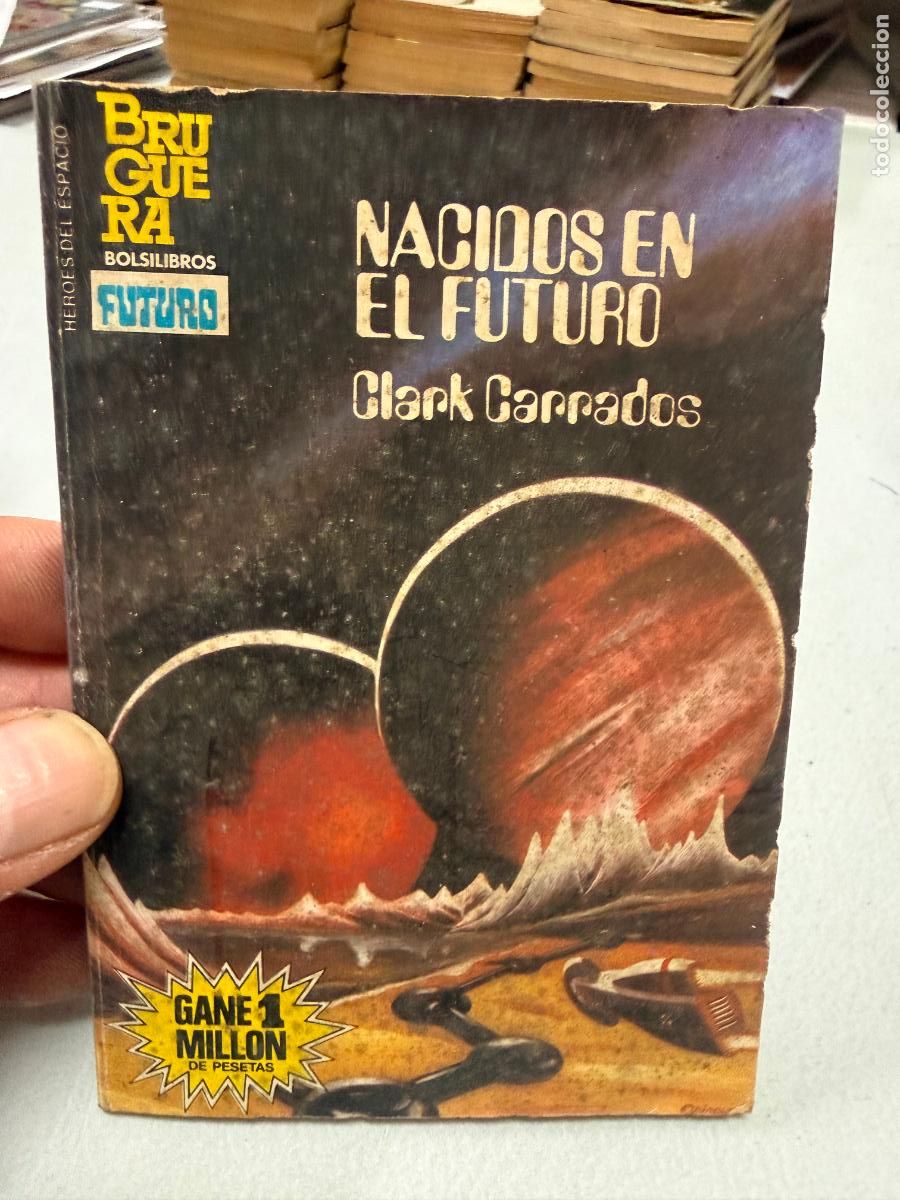 HEROES DEL ESPACIO
BRU
GUE
RA
BOLSILIBROS
FUTURO
NACIDOS EN
EL FUTURO
Clark Carrados
GANE 1
MILLON
DE PESETAS
todocoleccion